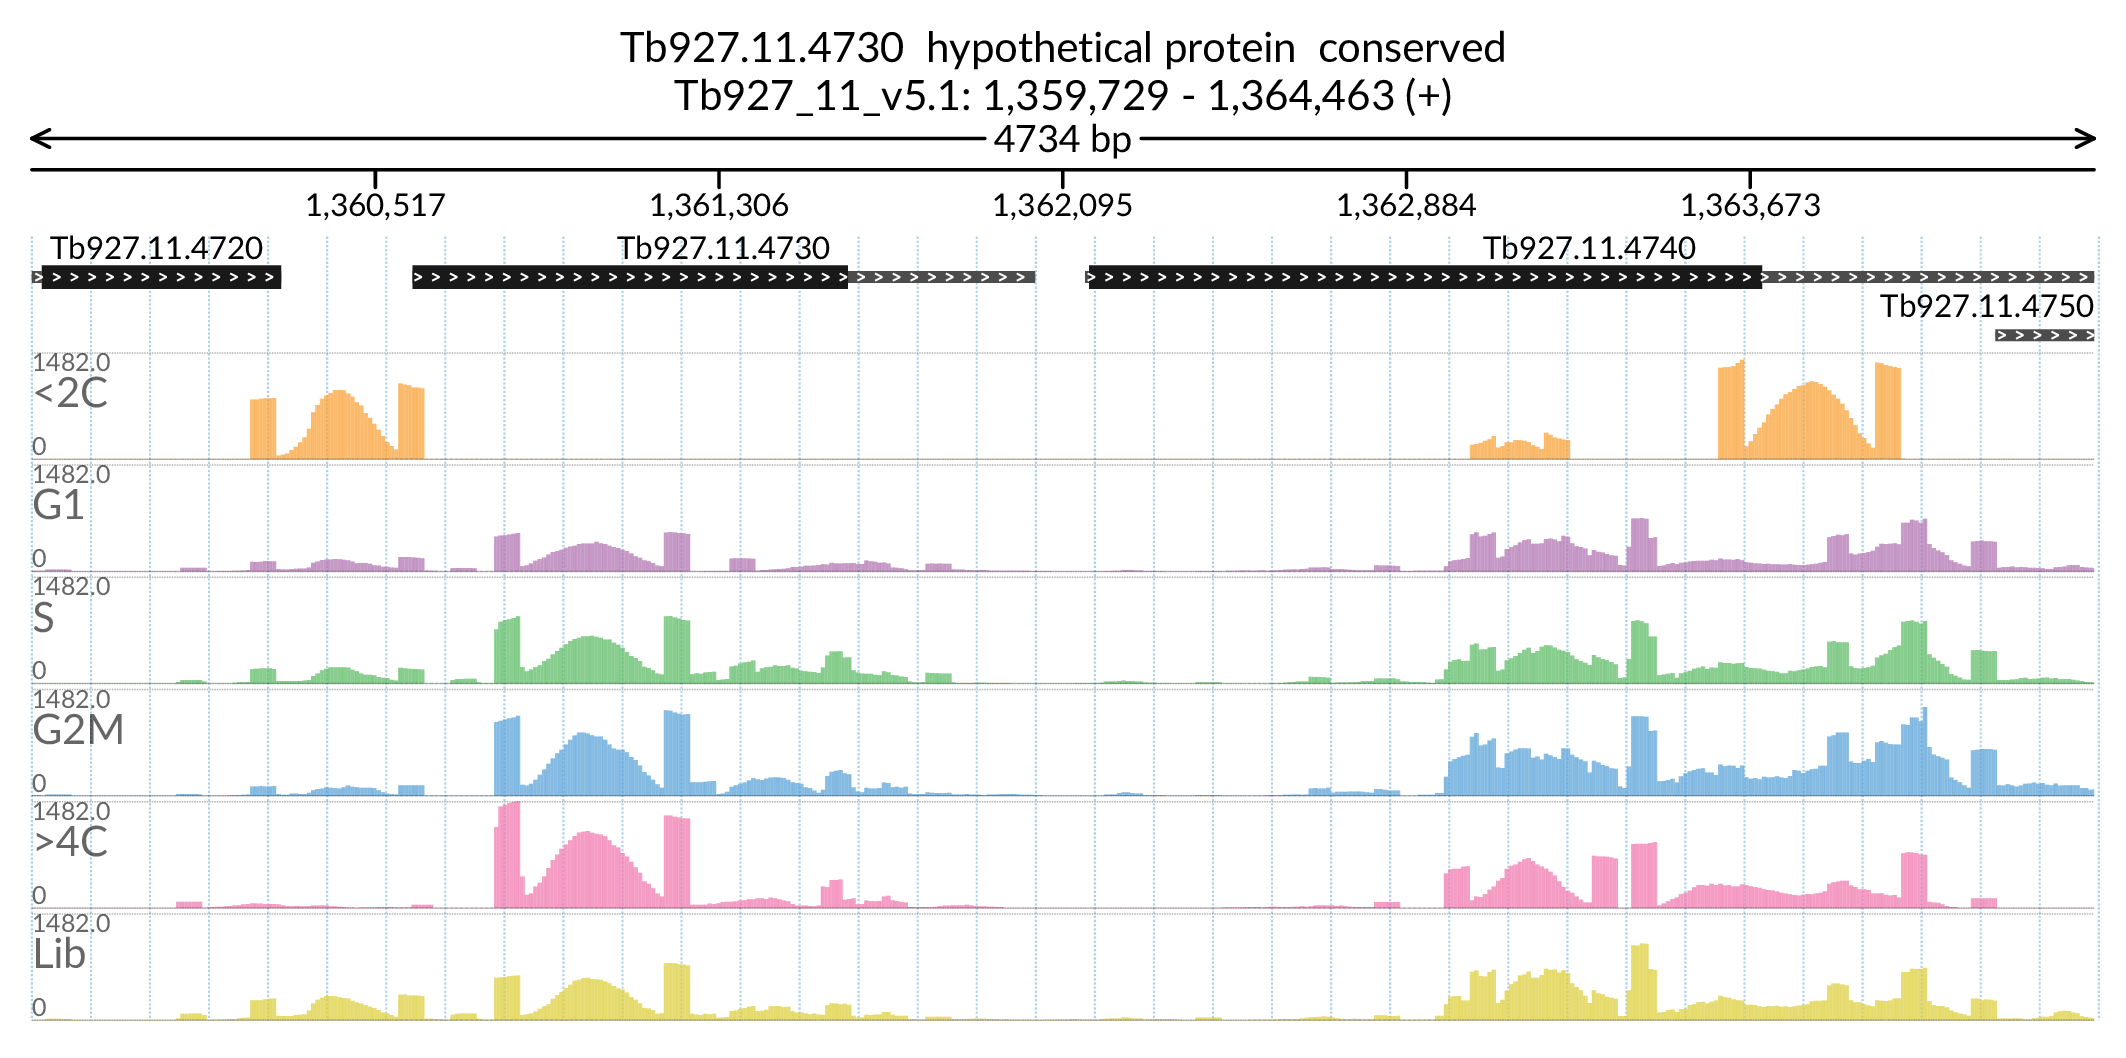 Tb927.11.4730  hypothetical protein  conserved
Tb927_11_v5.1: 1,359,729 - 1,364,463 (+)
4734 bp
1,360,517 1,361,306 1,362,095 1,362,884 1,363,673
Tb927.11.4720 Tb927.11.4730 Tb927.11.4740
Tb927.11.4750
1482.0
<2C
0
1482.0
G1
0
1482.0
S
0
1482.0
G2M
0
1482.0
>4C
0
1482.0
Lib
0